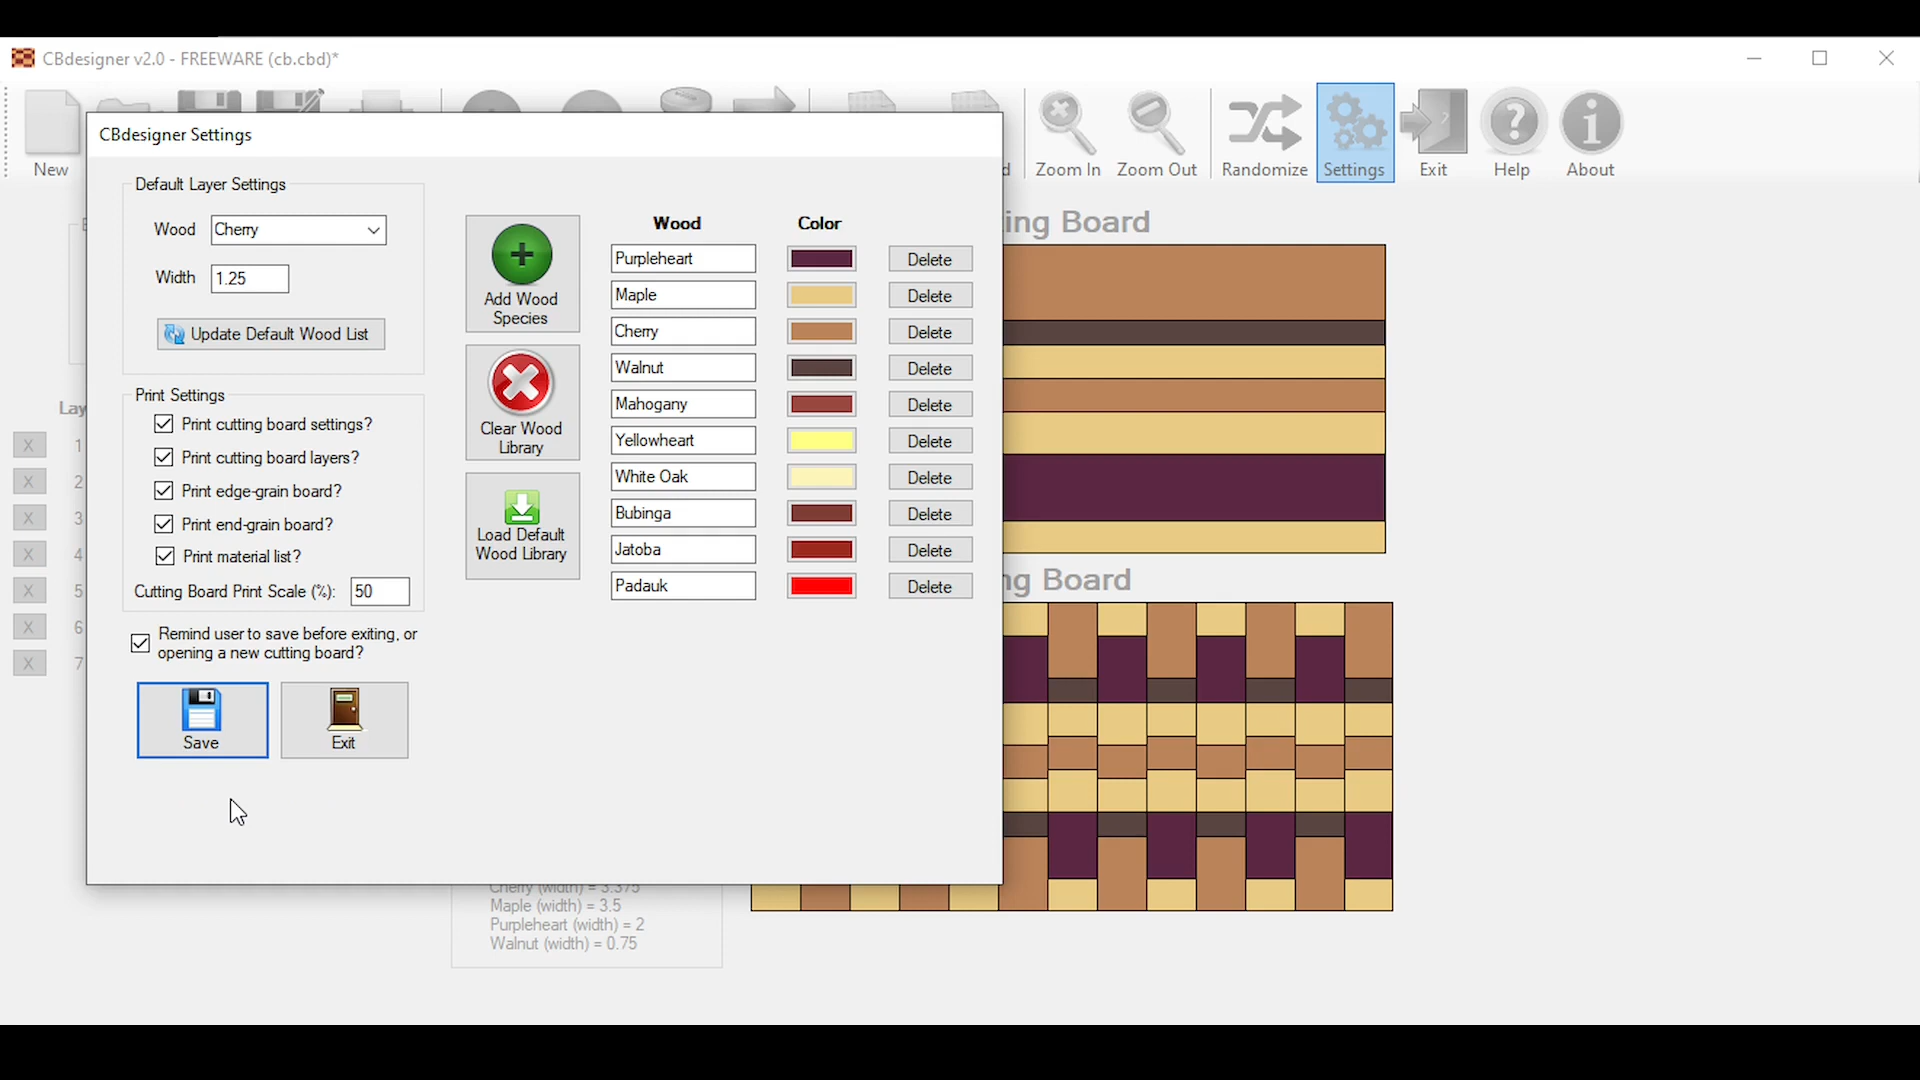 CBdesigner v2.0 - FREEWARE (cb.cbd)*
New
Zoom In
Zoom Out
Randomize
Settings
Exit
Help
About
CBdesigner Settings
Default Layer Settings
Wood
Cherry
Width
1.25
Update Default Wood List
Print Settings
Print cutting board settings?
Print cutting board layers?
Print edge-grain board?
Print end-grain board?
Print material list?
Cutting Board Print Scale (%):
50
Remind user to save before exiting, or
opening a new cutting board?
Save
Exit
Add Wood
Species
Clear Wood
Library
Load Default
Wood Library
Wood
Color
Purpleheart
Delete
Maple
Delete
Cherry
Delete
Walnut
Delete
Mahogany
Delete
Yellowheart
Delete
White Oak
Delete
Bubinga
Delete
Jatoba
Delete
Padauk
Delete
Lay
X 1
X 2
X 3
X 4
X 5
X 6
X 7
ing Board
ng Board
Cherry (width) = 3.375
Maple (width) = 3.5
Purpleheart (width) = 2
Walnut (width) = 0.75